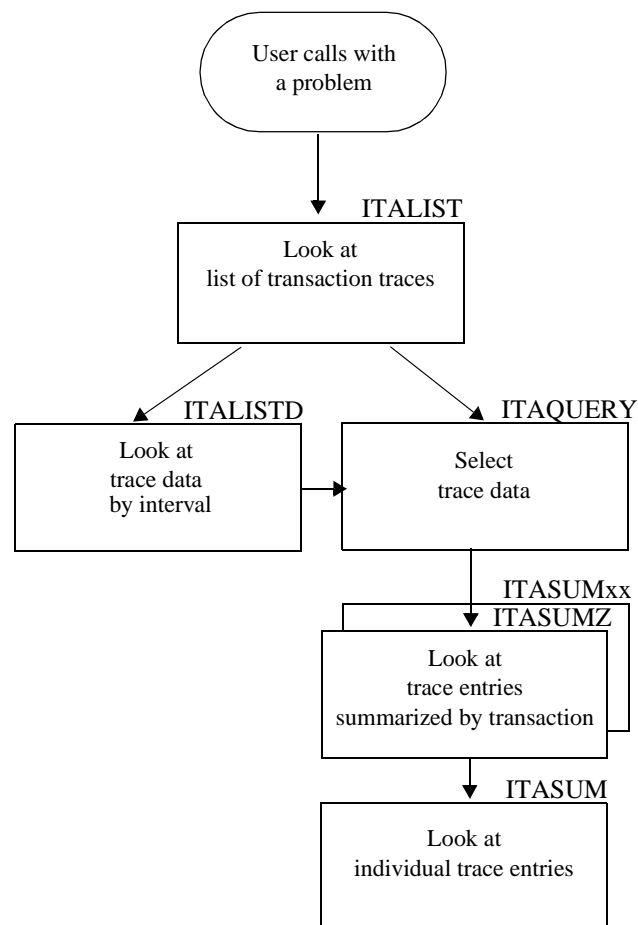 User calls with
a problem
ITALIST
Look at
list of transaction traces
ITALISTD
Look at
trace data
by interval
ITAQUERY
Select
trace data
ITASUMxx
ITASUMZ
Look at
trace entries
summarized by transaction
ITASUM
Look at
individual trace entries